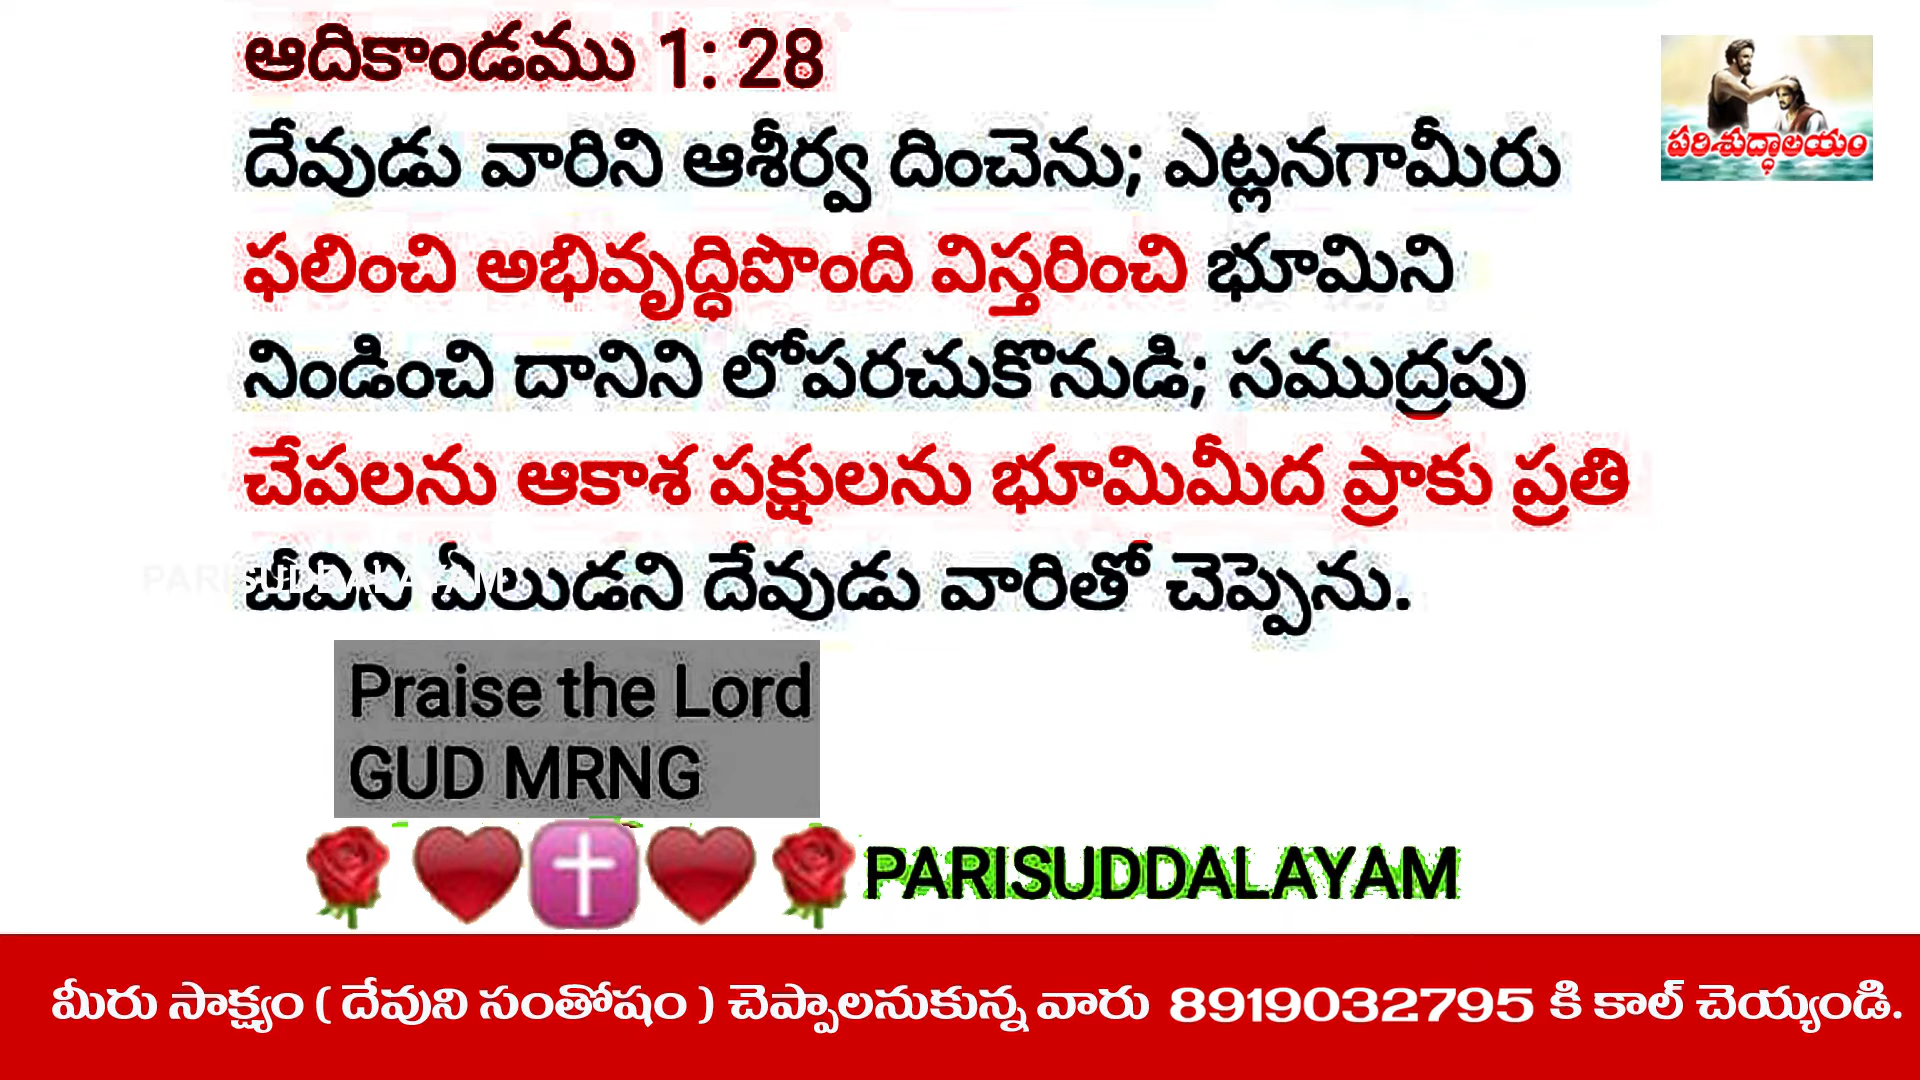 ఆదికాండము 1: 28
పరిశుద్ధాలయం
దేవుడు వారిని ఆశీర్వ దించెను; ఎట్లనగామీరు
ఫలించి అభివృద్ధిపొంది విస్తరించి భూమిని
నిండించి దానిని లోపరచుకొనుడి; సముద్రపు
చేపలను ఆకాశ పక్షులను భూమిమీద ప్రాకు ప్రతి
జీవిని ఏలుడని దేవుడు వారితో చెప్పెను.
PARISUDDALAYAM
Praise the Lord
GUD MRNG
PARISUDDALAYAM
మీరు సాక్ష్యం ( దేవుని సంతోషం ) చెప్పాలనుకున్న వారు 8919032795 కి కాల్ చెయ్యండి.